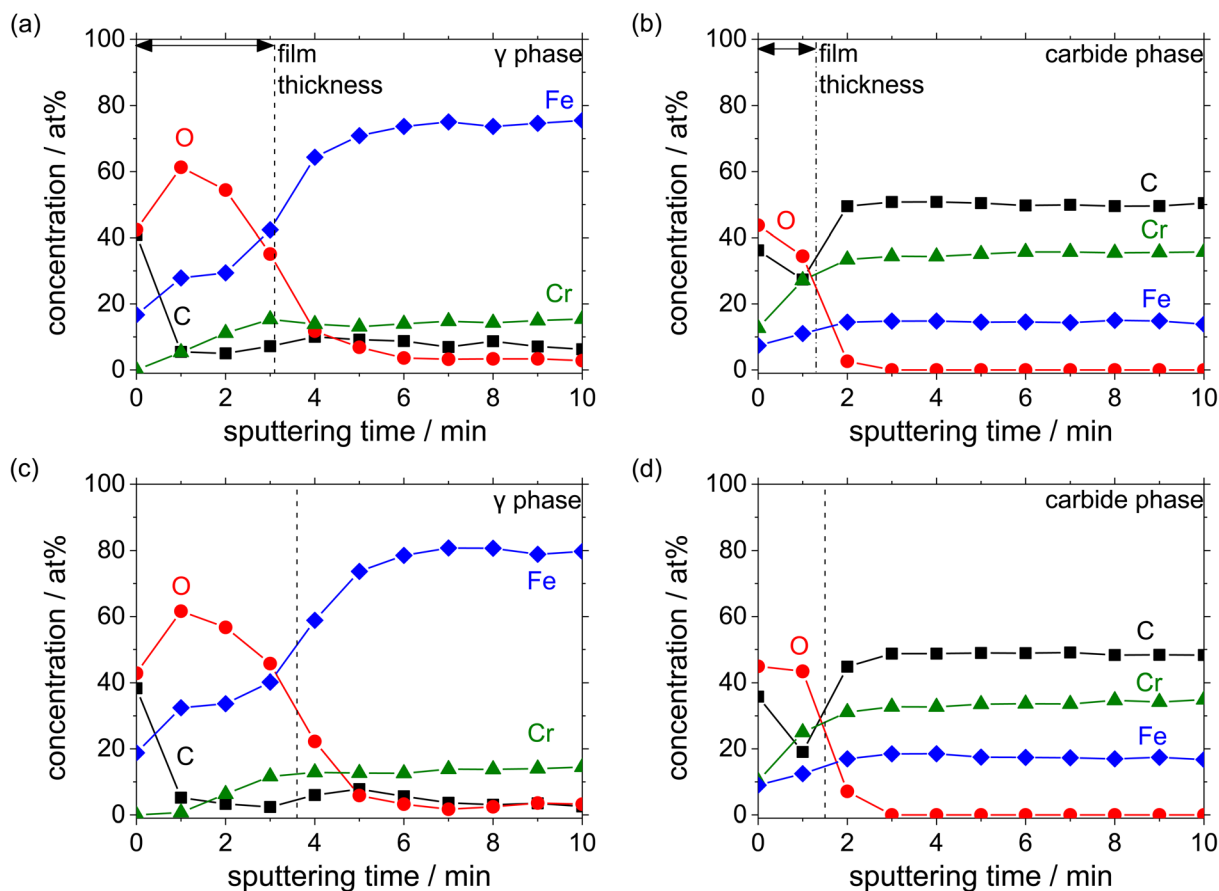 (a)
concentration / at%
100
80
60
40
20
0
film
thickness
γ phase
Fe
O
C
Cr
0 2 4 6 8 10
sputtering time / min
(b)
concentration / at%
100
80
60
40
20
0
film
thickness
carbide phase
O
C
Cr
Fe
0 2 4 6 8 10
sputtering time / min
(c)
concentration / at%
100
80
60
40
20
0
γ phase
Fe
O
C
Cr
0 2 4 6 8 10
sputtering time / min
(d)
concentration / at%
100
80
60
40
20
0
carbide phase
O
C
Cr
Fe
0 2 4 6 8 10
sputtering time / min